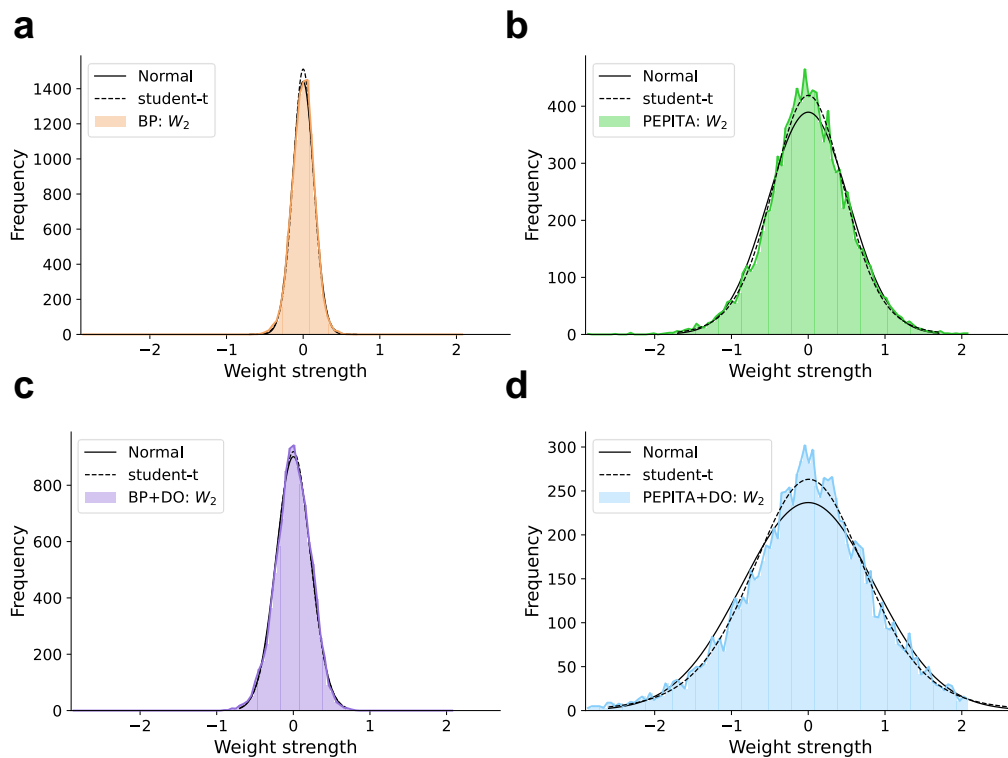 a
Normal
student-t
BP: W₂
Frequency
1400
1200
1000
800
600
400
200
0
−2
−1
0
1
2
Weight strength
b
Normal
student-t
PEPITA: W₂
Frequency
400
300
200
100
0
−2
−1
0
1
2
Weight strength
c
Normal
student-t
BP+DO: W₂
Frequency
800
600
400
200
0
−2
−1
0
1
2
Weight strength
d
Normal
student-t
PEPITA+DO: W₂
Frequency
300
250
200
150
100
50
0
−2
−1
0
1
2
Weight strength